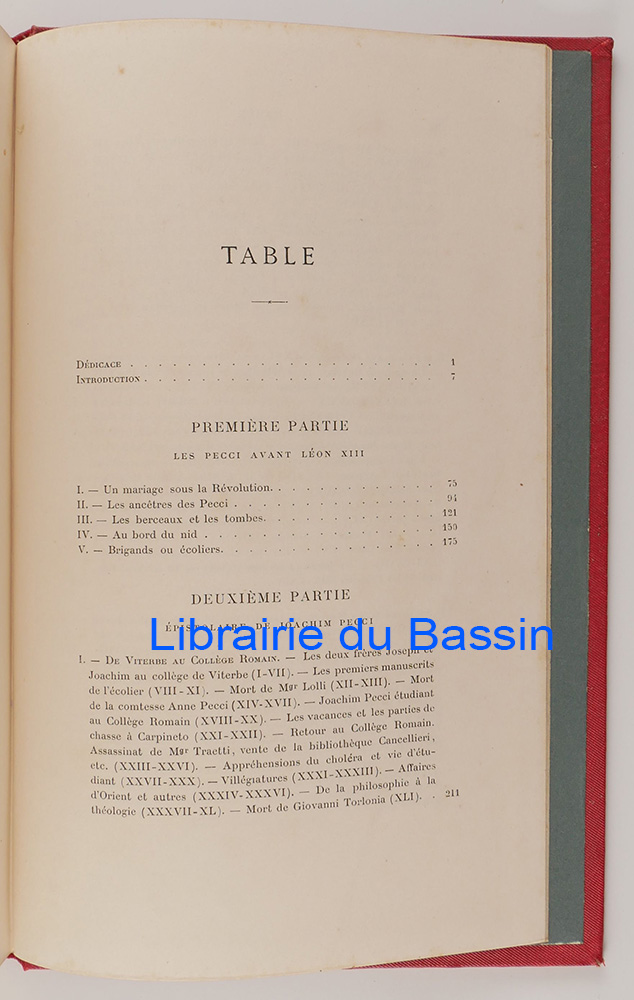 TABLE
DÉDICACE . . . . . . . . . . . . . . . . . . . . 1
INTRODUCTION . . . . . . . . . . . . . . . . . . . . 7
PREMIÈRE PARTIE
LES PECCI AVANT LÉON XIII
I. — Un mariage sous la Révolution. . . . . . . . . . . . 75
II. — Les ancêtres des Pecci . . . . . . . . . . . . . . 94
III. — Les berceaux et les tombes. . . . . . . . . . . . 121
IV. — Au bord du nid . . . . . . . . . . . . . . . . 159
V. — Brigands ou écoliers. . . . . . . . . . . . . . . 175
DEUXIÈME PARTIE
ÉPISTOLAIRE DE JOACHIM PECCI
Librairie du Bassin
I. — DE VITERBE AU COLLÈGE ROMAIN. — Les deux frères Joseph et
Joachim au collège de Viterbe (I-VII). — Les premiers manuscrits
de l'écolier (VIII-XI). — Mort de Mgr Lolli (XII-XIII). — Mort
de la comtesse Anne Pecci (XIV-XVII). — Joachim Pecci étudiant
au Collège Romain (XVIII-XX). — Les vacances et les parties de
chasse à Carpineto (XXI-XXII). — Retour au Collège Romain.
Assassinat de Mgr Traetti, vente de la bibliothèque Cancellieri,
etc. (XXIII-XXVI). — Appréhensions du choléra et vie d'étu-
diant (XXVII-XXX). — Villégiatures (XXXI-XXXIII). — Affaires
d'Orient et autres (XXXIV-XXXVI). — De la philosophie à la
théologie (XXXVII-XL). — Mort de Giovanni Torlonia (XLI). . 211